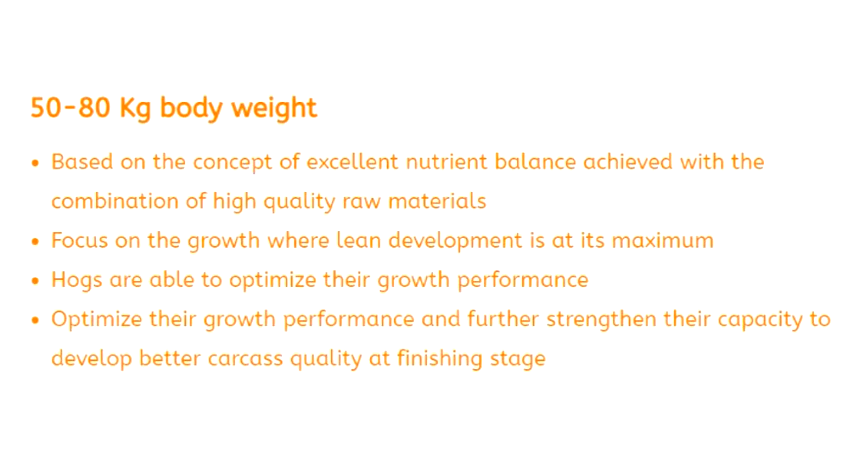 50-80 Kg body weight
• Based on the concept of excellent nutrient balance achieved with the
combination of high quality raw materials
• Focus on the growth where lean development is at its maximum
• Hogs are able to optimize their growth performance
• Optimize their growth performance and further strengthen their capacity to
develop better carcass quality at finishing stage